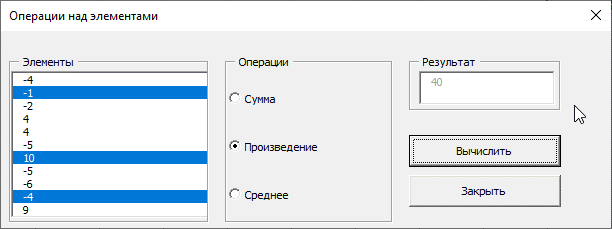 Операции над элементами
Элементы
-4
-1
-2
4
4
-5
10
-5
-6
-4
9
Операции
Сумма
Произведение
Среднее
Результат
40
Вычислить
Закрыть